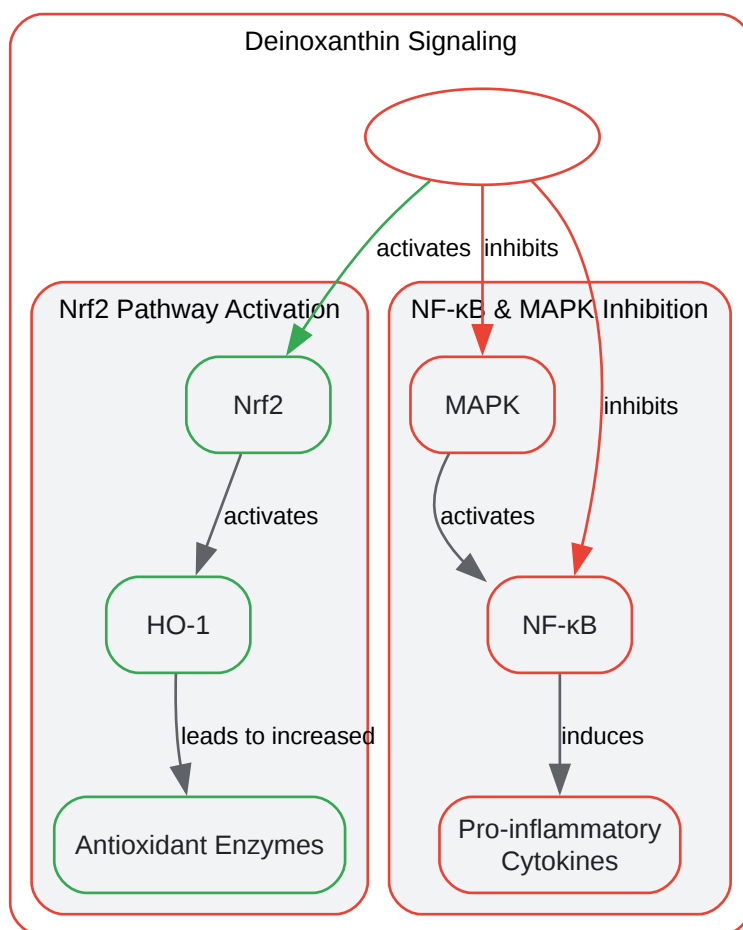 Deinoxanthin Signaling
activates
inhibits
Nrf2 Pathway Activation
NF-κB & MAPK Inhibition
Nrf2
MAPK
inhibits
activates
activates
HO-1
NF-κB
leads to increased
induces
Antioxidant Enzymes
Pro-inflammatory
Cytokines